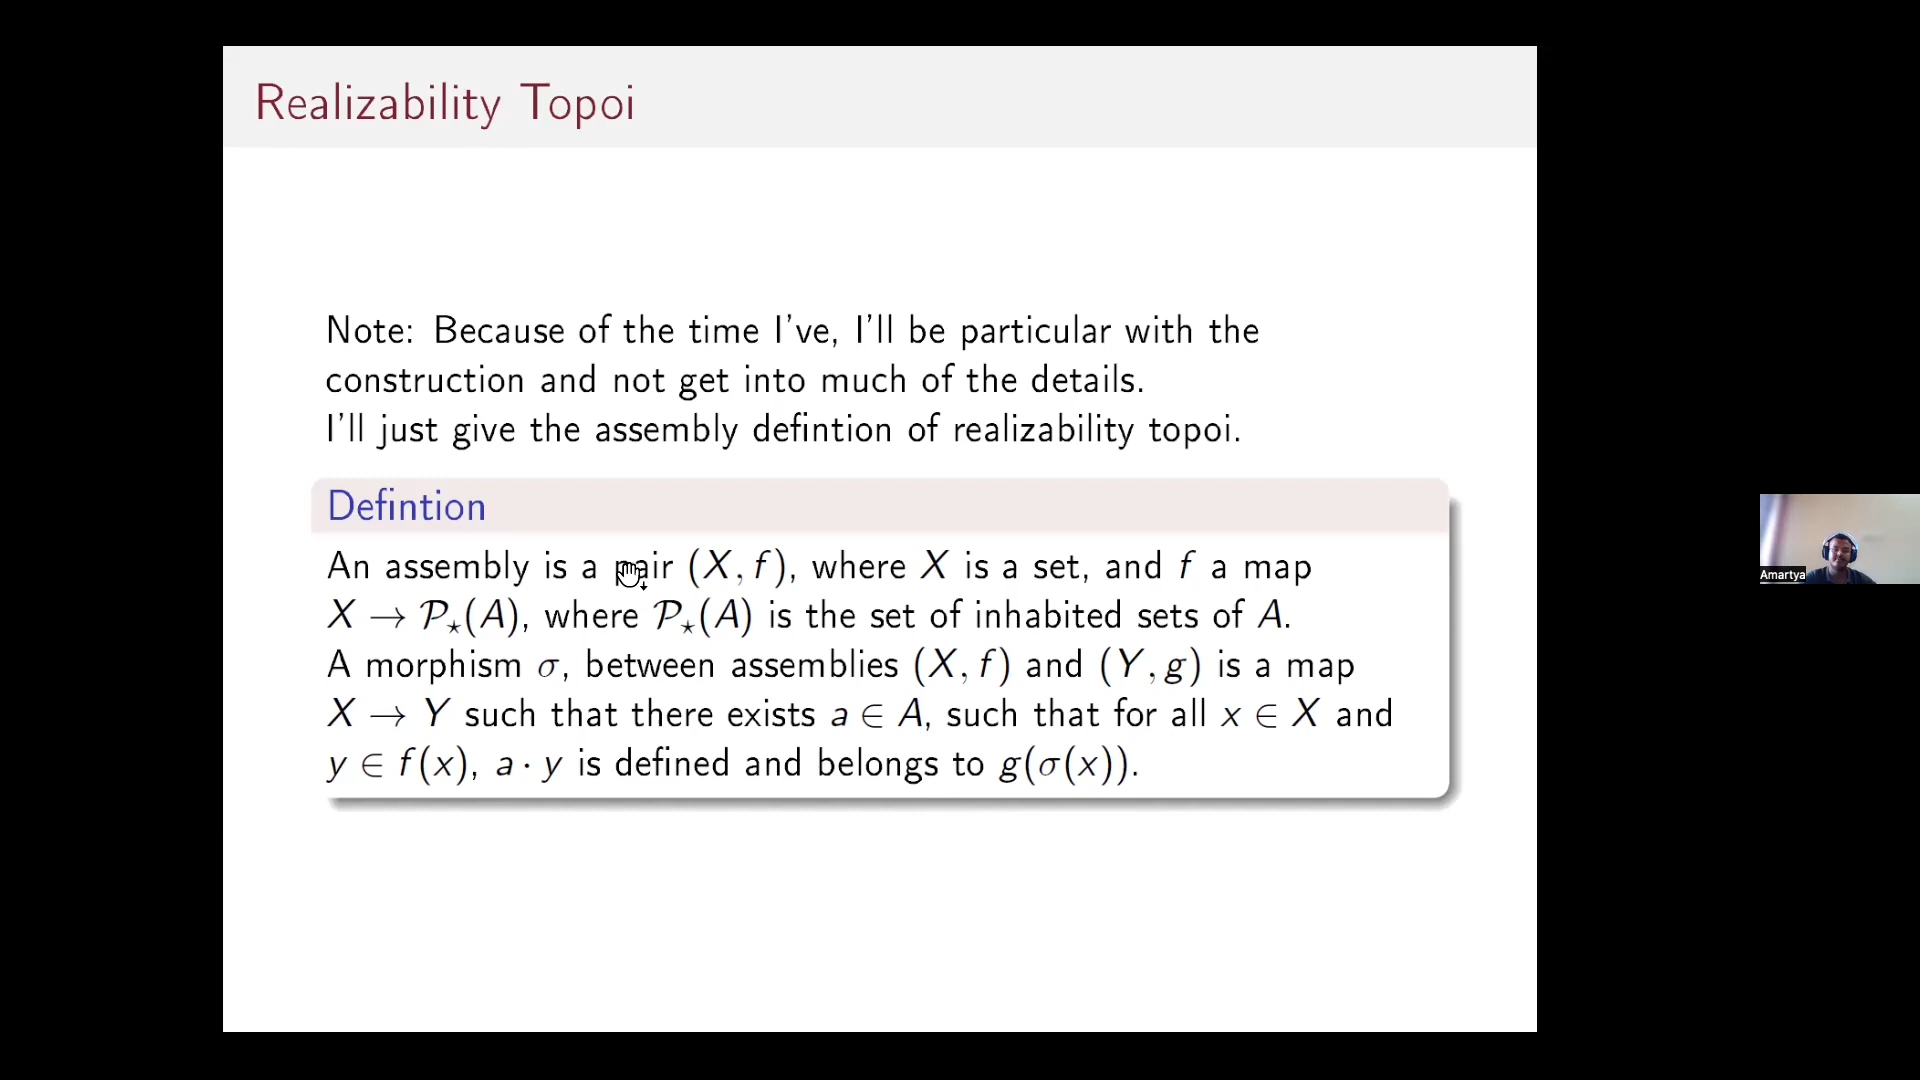 Realizability Topoi
Note: Because of the time I've, I'll be particular with the
construction and not get into much of the details.
I'll just give the assembly defintion of realizability topoi.
Defintion
An assembly is a pair (X, f), where X is a set, and f a map
X → 𝒫⋆(A), where 𝒫⋆(A) is the set of inhabited sets of A.
A morphism σ, between assemblies (X, f) and (Y, g) is a map
X → Y such that there exists a ∈ A, such that for all x ∈ X and
y ∈ f(x), a · y is defined and belongs to g(σ(x)).
Amartya